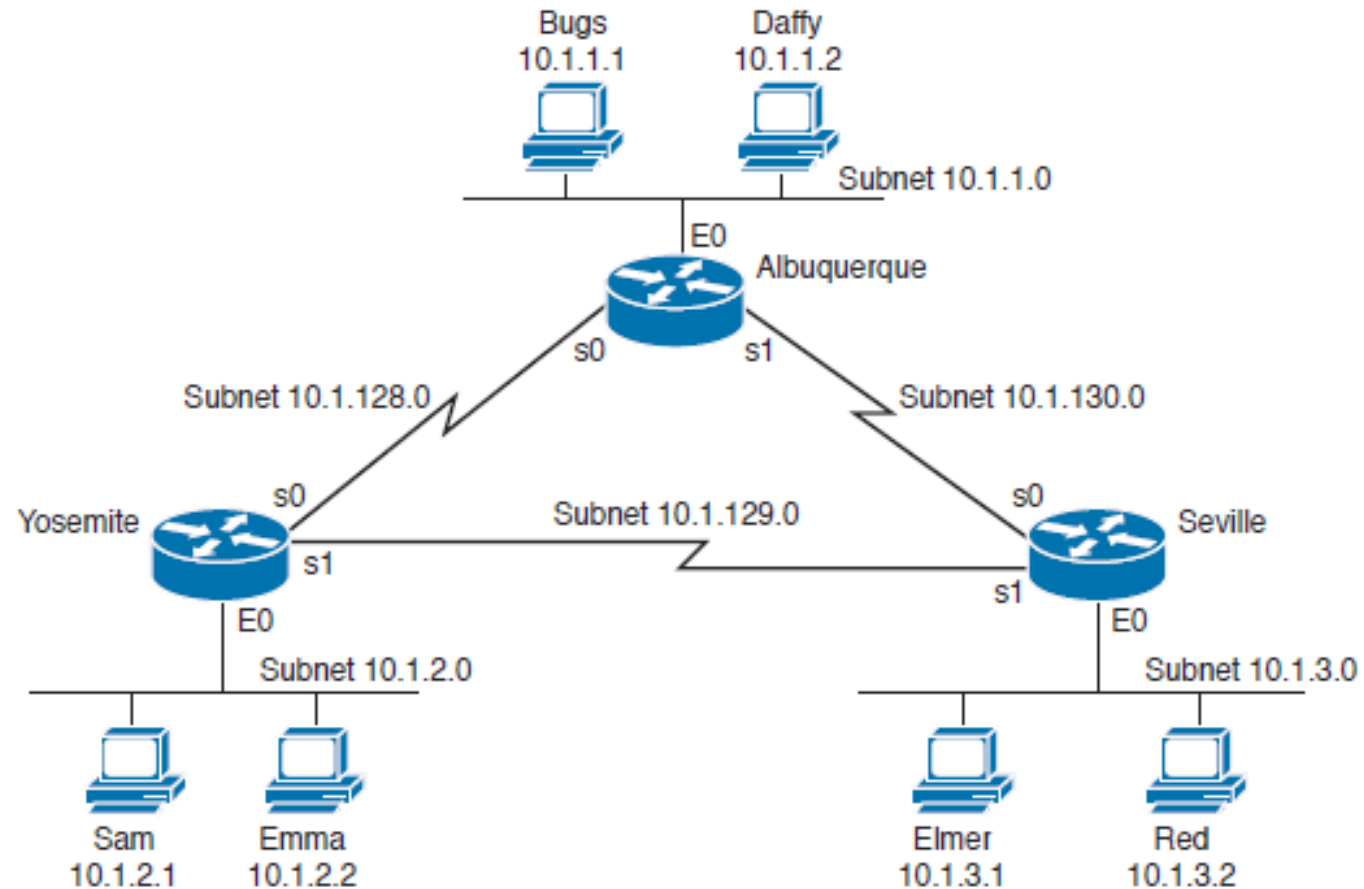 Bugs
10.1.1.1
Daffy
10.1.1.2
Subnet 10.1.1.0
E0
Albuquerque
s0
s1
Subnet 10.1.128.0
Subnet 10.1.130.0
s0
Yosemite
Subnet 10.1.129.0
s0
Seville
s1
s1
E0
E0
Subnet 10.1.2.0
Subnet 10.1.3.0
Sam
10.1.2.1
Emma
10.1.2.2
Elmer
10.1.3.1
Red
10.1.3.2